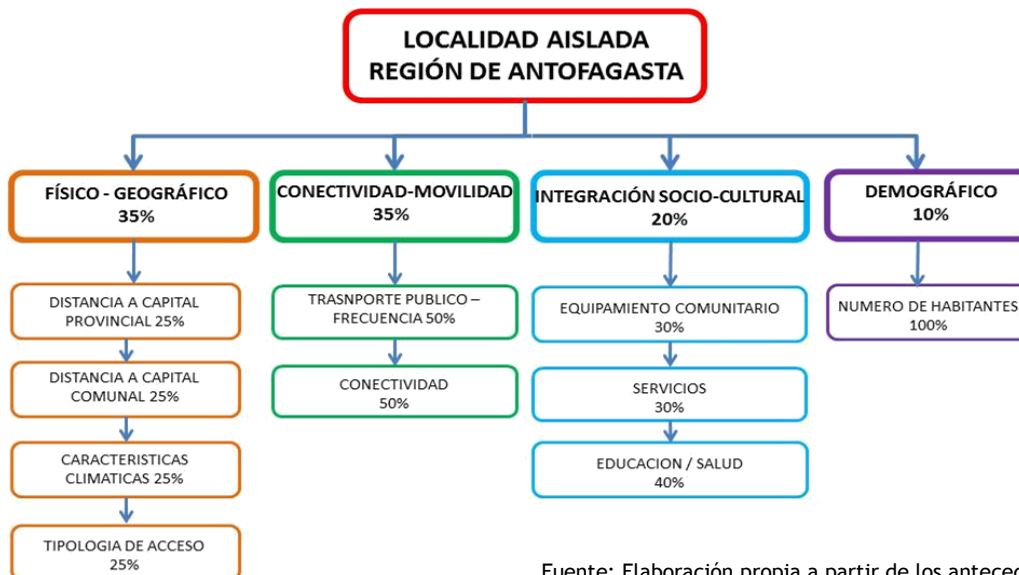 LOCALIDAD AISLADA
REGIÓN DE ANTOFAGASTA
FÍSICO - GEOGRÁFICO
35%
DISTANCIA A CAPITAL
PROVINCIAL 25%
DISTANCIA A CAPITAL
COMUNAL 25%
CARACTERISTICAS
CLIMATICAS 25%
TIPOLOGIA DE ACCESO
25%
CONECTIVIDAD-MOVILIDAD
35%
TRASNPORTE PUBLICO –
FRECUENCIA 50%
CONECTIVIDAD
50%
INTEGRACIÓN SOCIO-CULTURAL
20%
EQUIPAMIENTO COMUNITARIO
30%
SERVICIOS
30%
EDUCACION / SALUD
40%
DEMOGRÁFICO
10%
NUMERO DE HABITANTES
100%
Fuente: Elaboración propia a partir de los